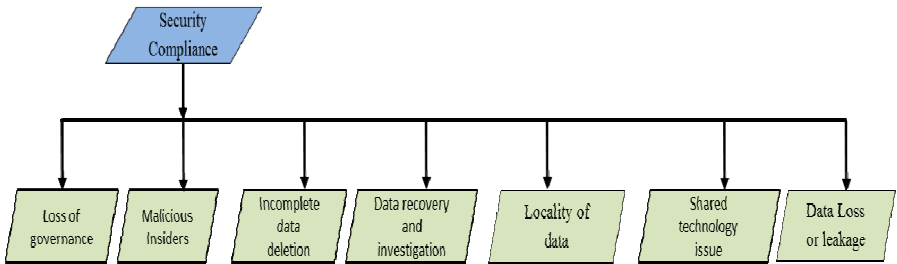 Security
Compliance
Loss of
governance
Malicious
Insiders
Incomplete
data
deletion
Data recovery
and
investigation
Locality of
data
Shared
technology
issue
Data Loss
or leakage